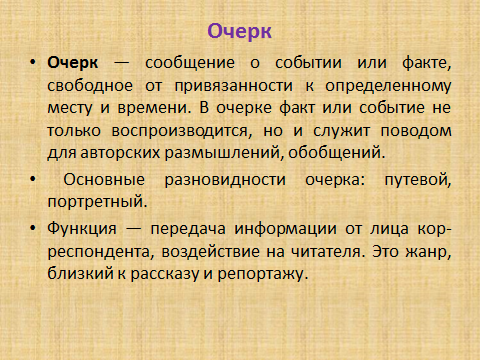 Очерк
• Очерк — сообщение о событии или факте,
свободное от привязанности к определенному
месту и времени. В очерке факт или событие не
только воспроизводится, но и служит поводом
для авторских размышлений, обобщений.
• Основные разновидности очерка: путевой,
портретный.
• Функция — передача информации от лица кор-
респондента, воздействие на читателя. Это жанр,
близкий к рассказу и репортажу.